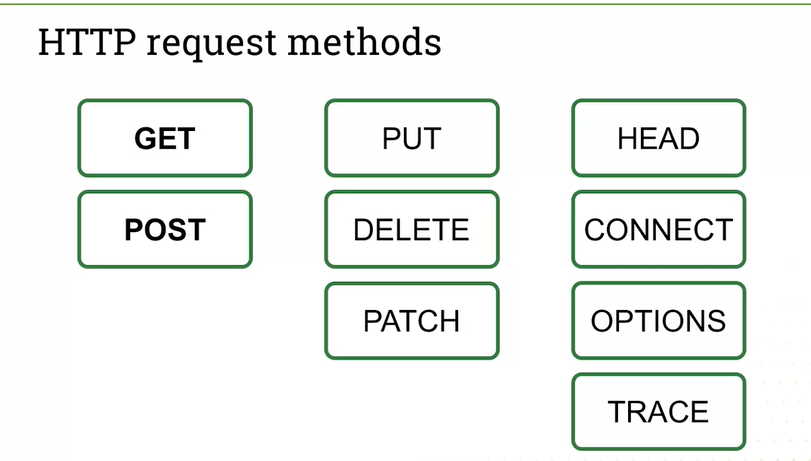 HTTP request methods
GET
POST
PUT
DELETE
PATCH
HEAD
CONNECT
OPTIONS
TRACE